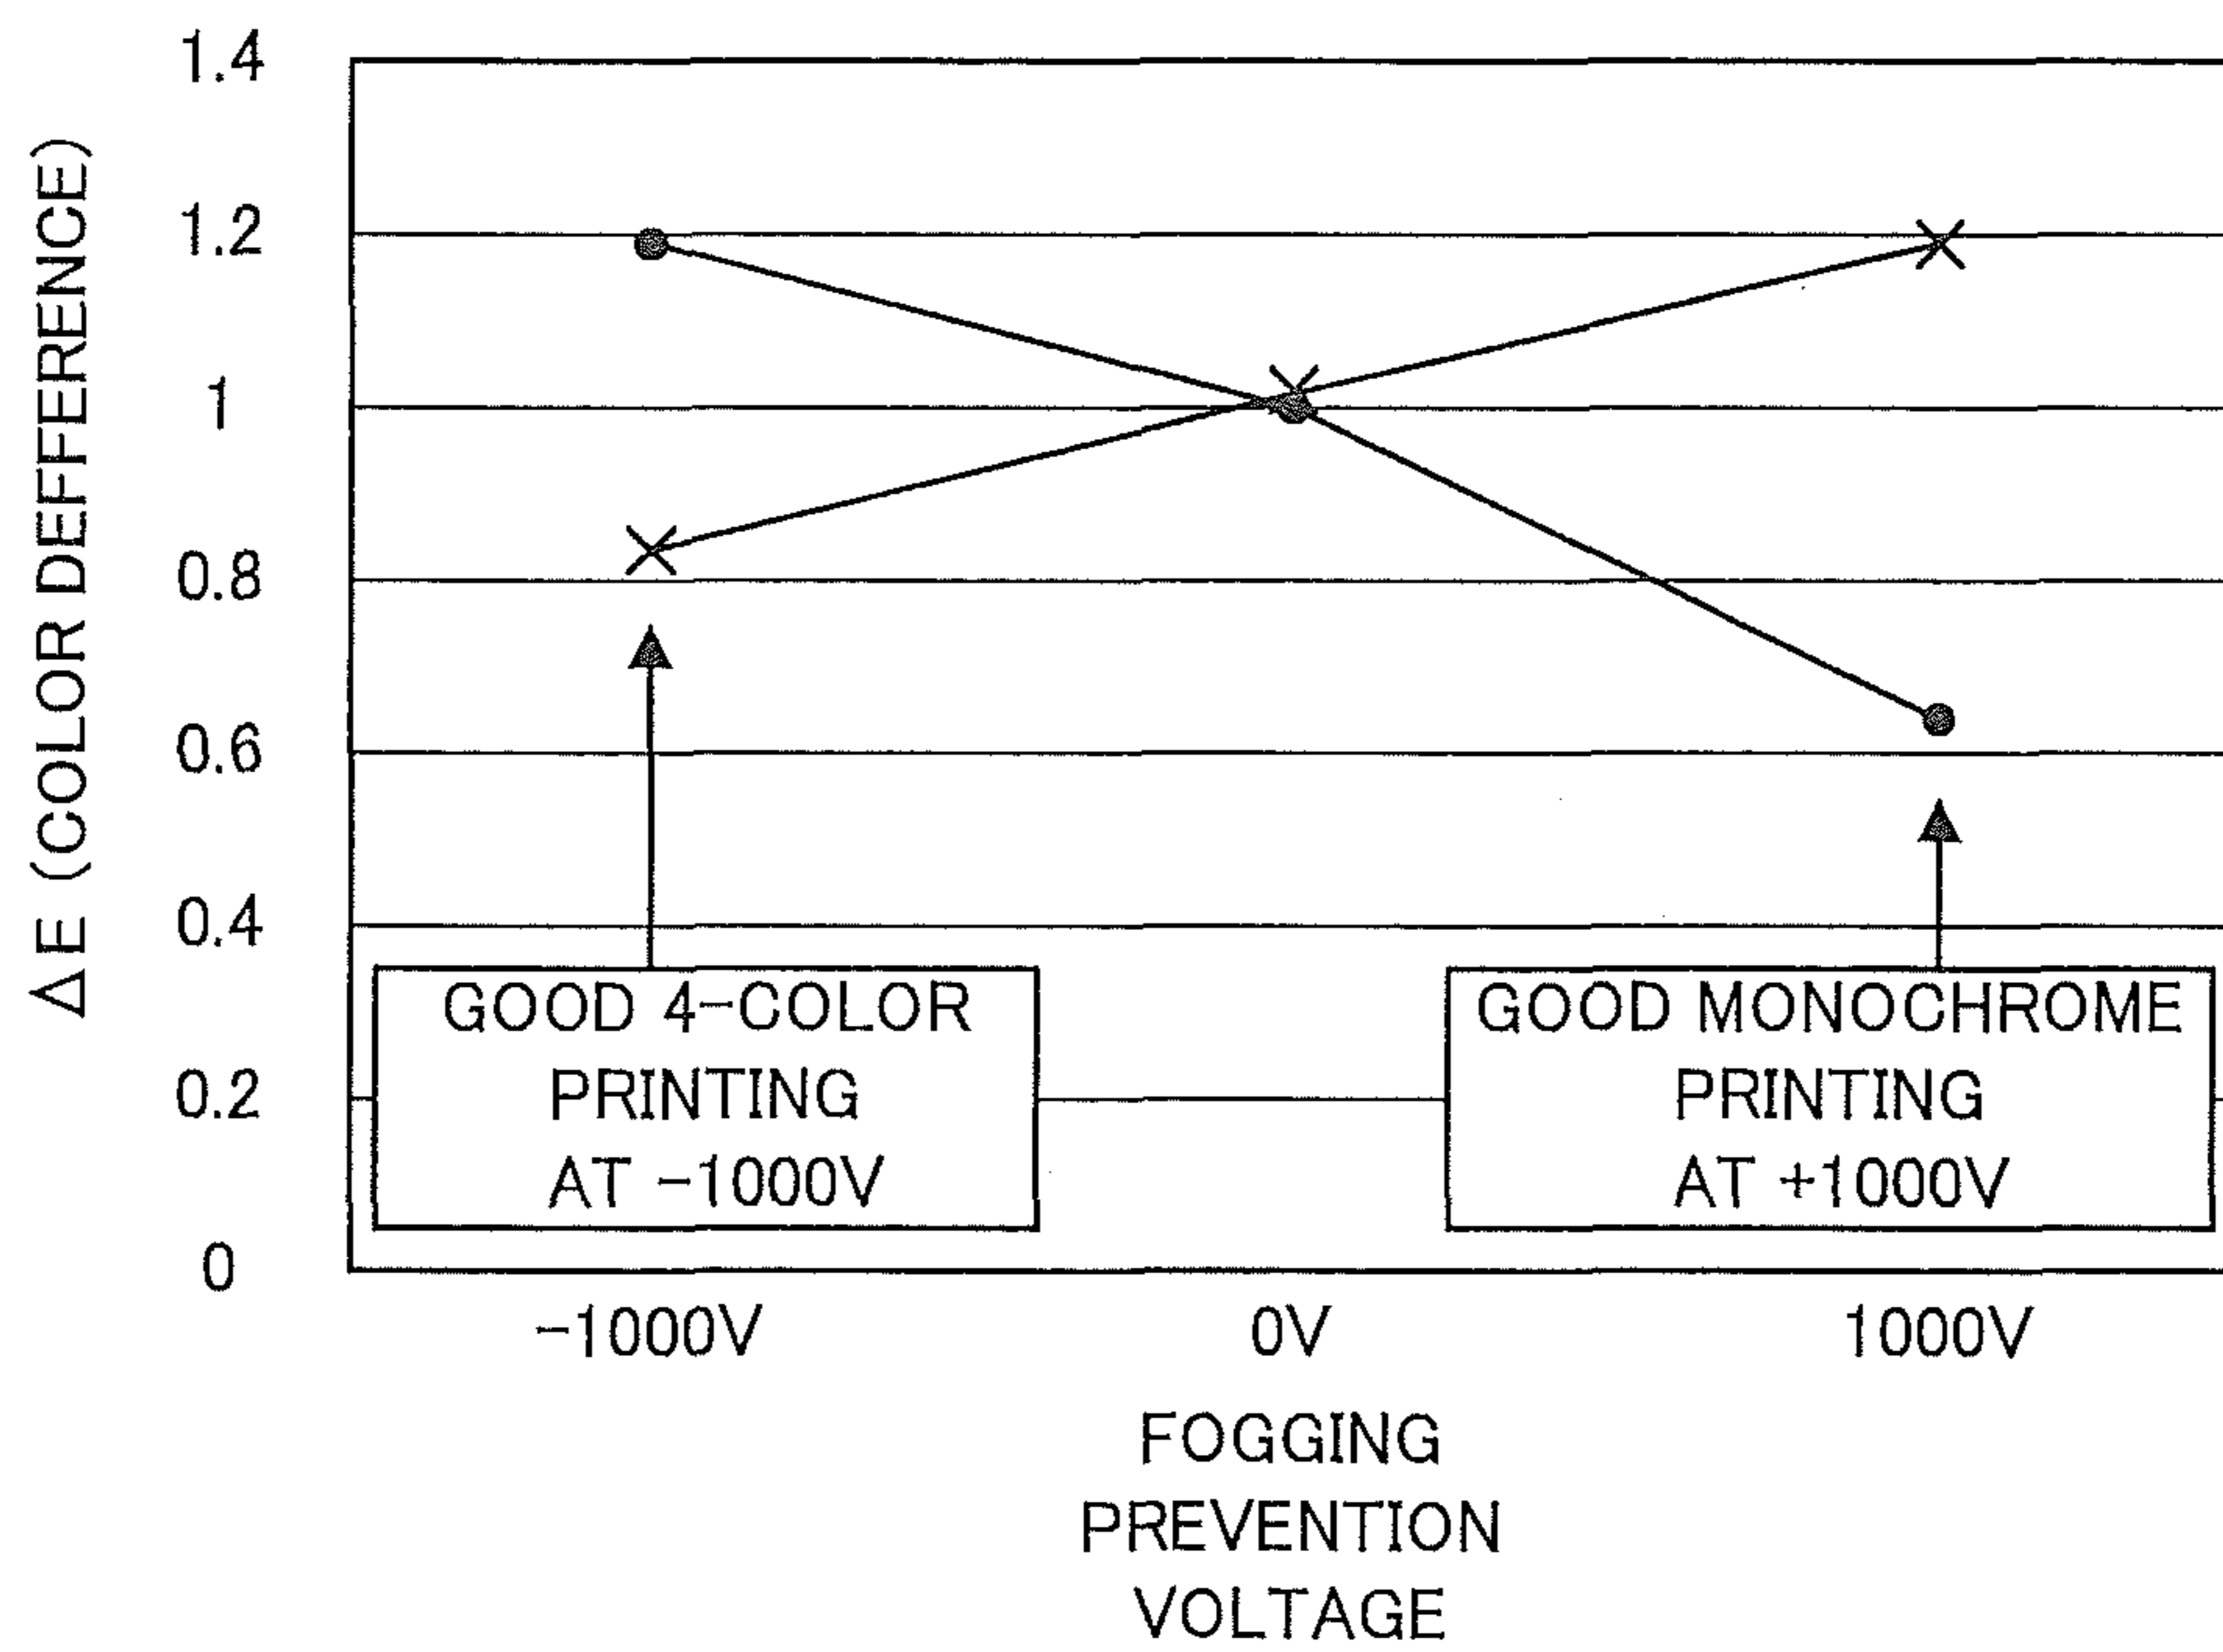 ΔE (COLOR DEFFERENCE)
1.4
1.2
1
0.8
0.6
0.4
0.2
0
GOOD 4-COLOR
PRINTING
AT -1000V
GOOD MONOCHROME
PRINTING
AT +1000V
-1000V
0V
1000V
FOGGING
PREVENTION
VOLTAGE